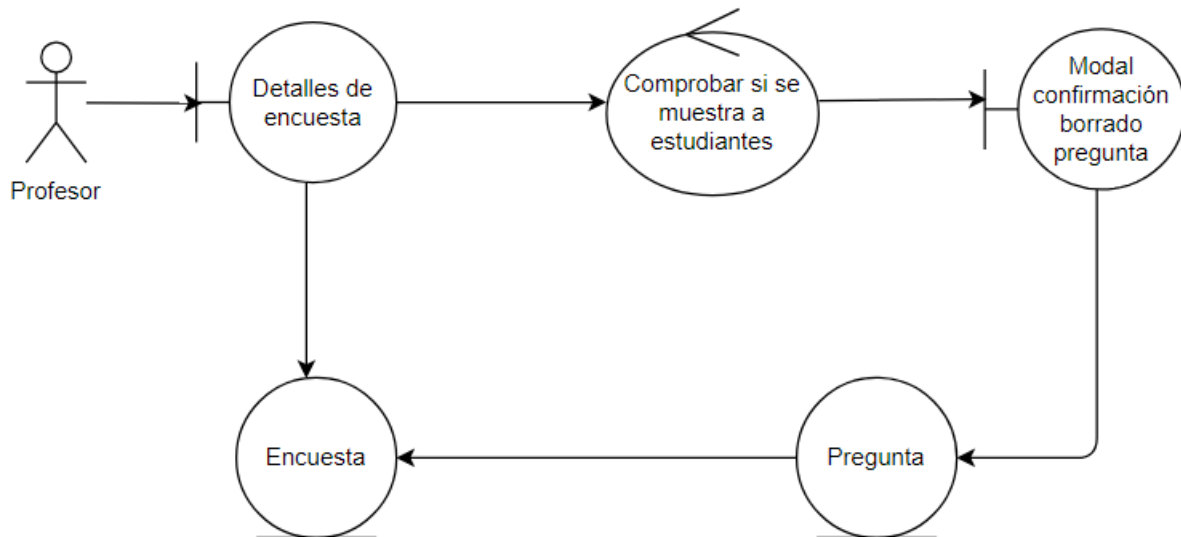 Profesor
Detalles de
encuesta
Comprobar si se
muestra a
estudiantes
Modal
confirmación
borrado
pregunta
Encuesta
Pregunta